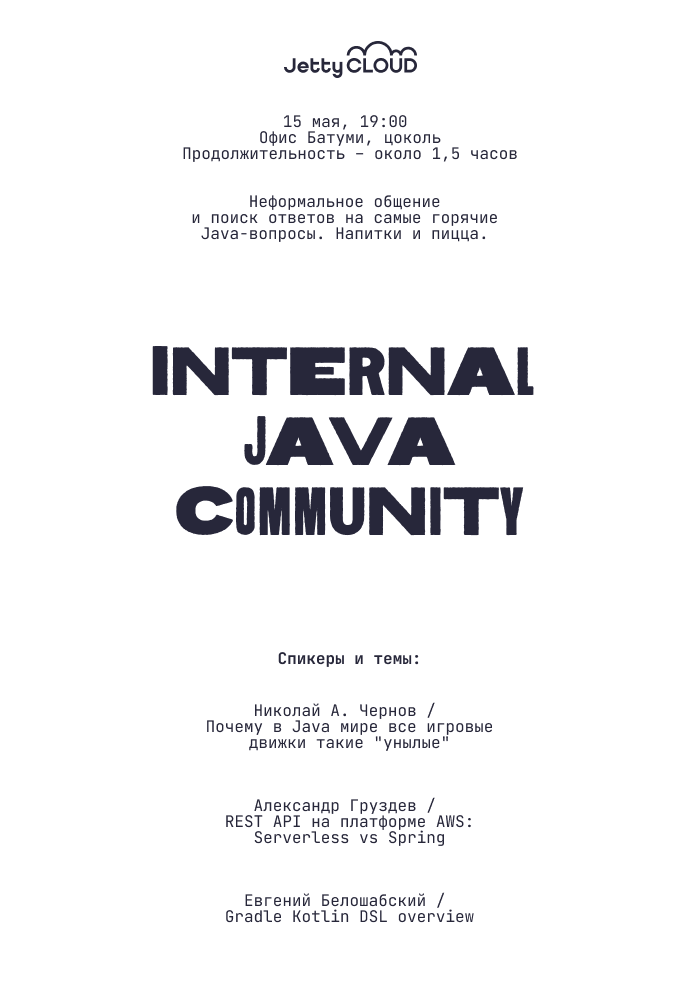 Jetty CLOUD
15 мая, 19:00
Офис Батуми, цоколь
Продолжительность – около 1,5 часов
Неформальное общение
и поиск ответов на самые горячие
Java-вопросы. Напитки и пицца.
INTERNAL
JAVA
COMMUNITY
Спикеры и темы:
Николай А. Чернов /
Почему в Java мире все игровые
движки такие "унылые"
Александр Груздев /
REST API на платформе AWS:
Serverless vs Spring
Евгений Белошабский /
Gradle Kotlin DSL overview